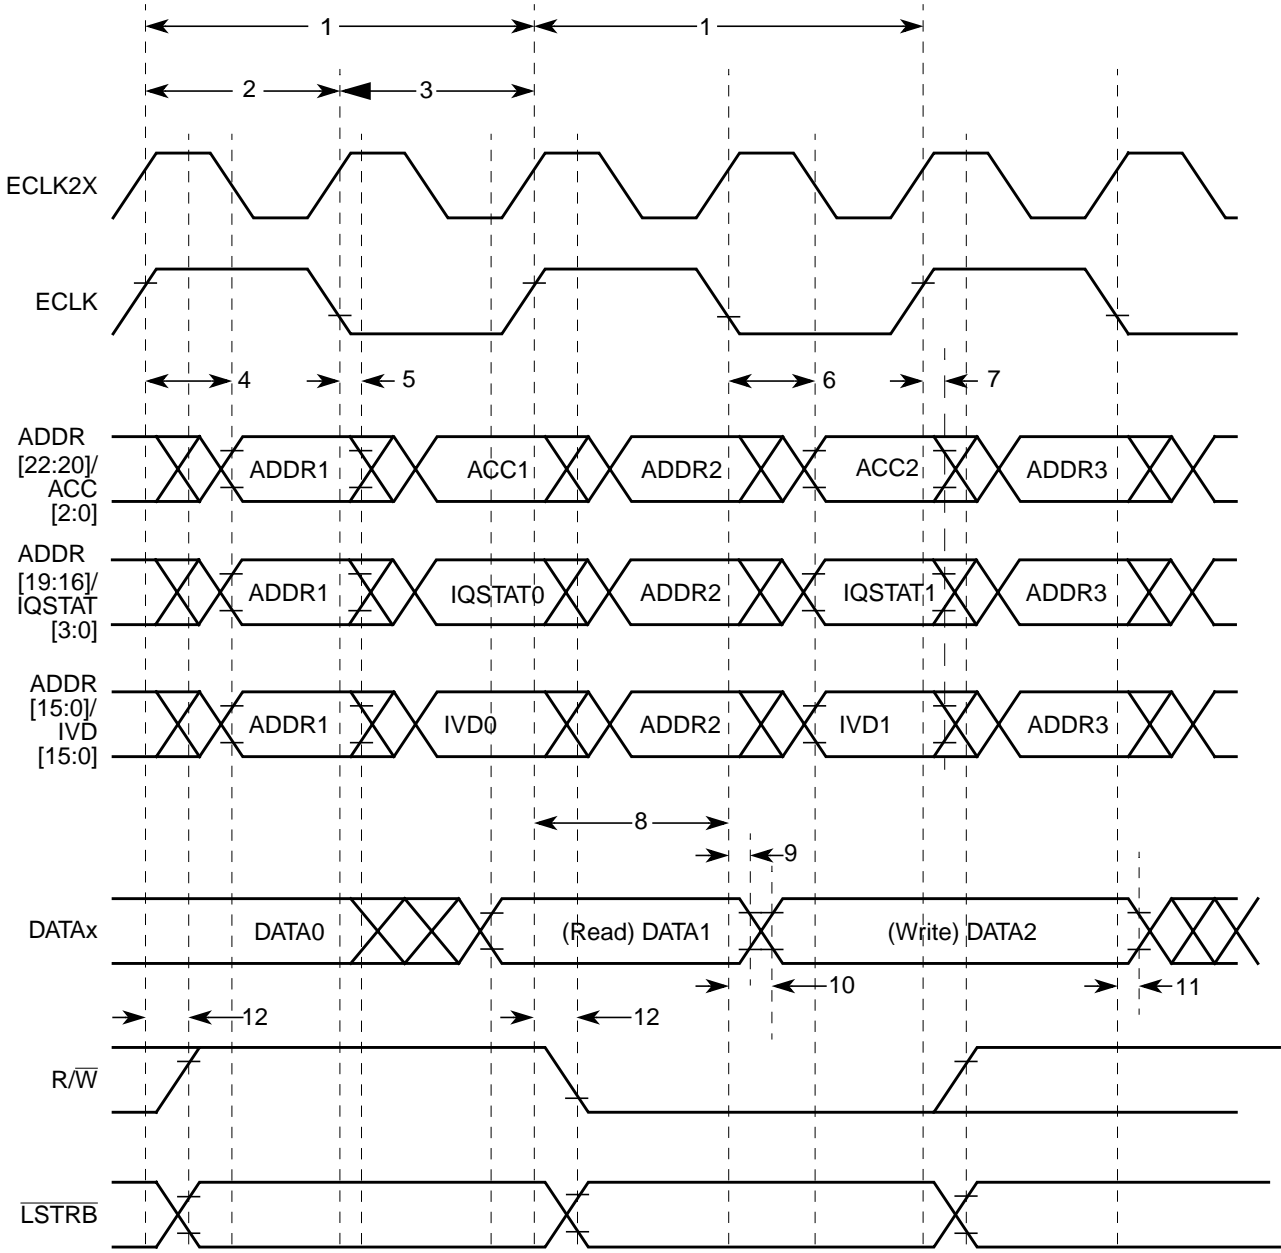 1 1
2 3
ECLK2X
ECLK
4 5 6 7
ADDR
[22:20]/
ACC
[2:0]
ADDR1 ACC1 ADDR2 ACC2 ADDR3
ADDR
[19:16]/
IQSTAT
[3:0]
ADDR1 IQSTAT0 ADDR2 IQSTAT1 ADDR3
ADDR
[15:0]/
IVD
[15:0]
ADDR1 IVD0 ADDR2 IVD1 ADDR3
8
9
DATAx DATA0 (Read) DATA1 (Write) DATA2
10 11
12 12
R/W̅
L̅S̅T̅R̅B̅